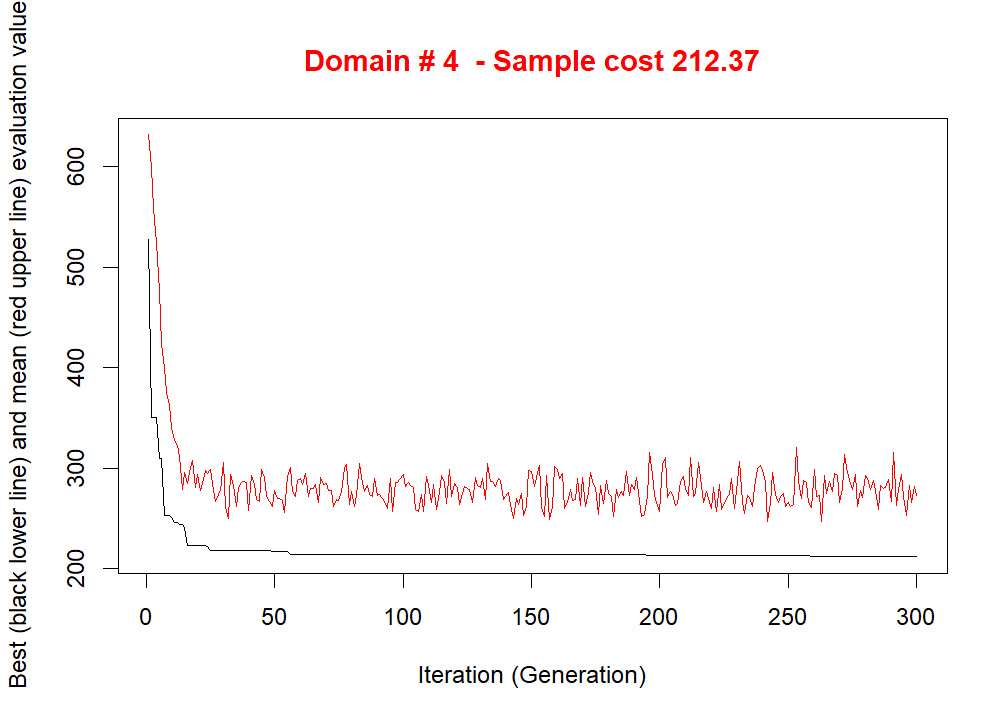 Domain # 4  - Sample cost 212.37
Best (black lower line) and mean (red upper line) evaluation value
600
500
400
300
200
0 50 100 150 200 250 300
Iteration (Generation)